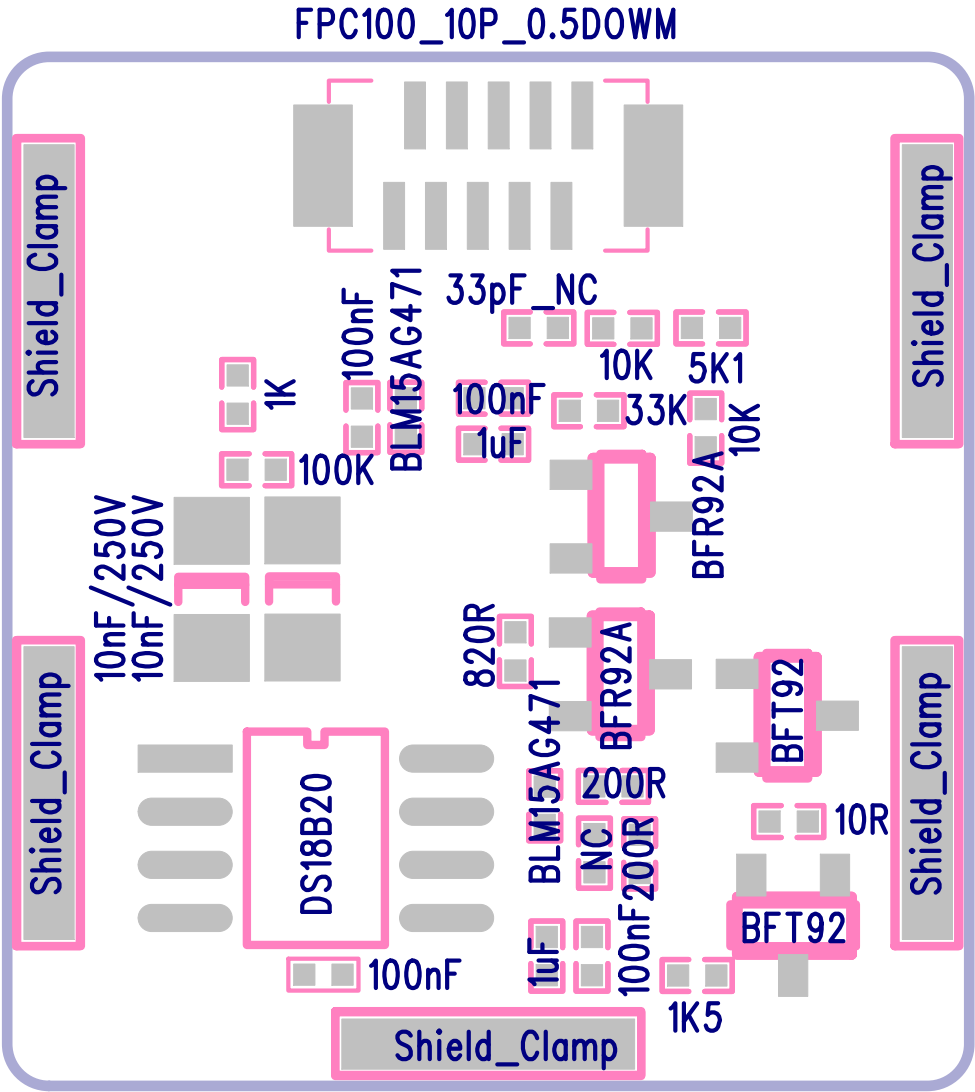 FPC100_10P_0.5DOWM
Shield_Clamp
Shield_Clamp
33pF_NC
100nF
BLM15AG471
10K
5K1
1K
100nF
33K
10K
1uF
100K
BFR92A
10nF/250V
10nF/250V
820R
BFR92A
BLM15AG471
BFT92
Shield_Clamp
Shield_Clamp
DS18B20
200R
10R
NC
200R
BFT92
1uF
100nF
100nF
1K5
Shield_Clamp